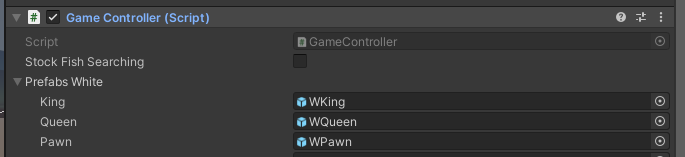 Game Controller (Script)
Script GameController
Stock Fish Searching
Prefabs White
King WKing
Queen WQueen
Pawn WPawn